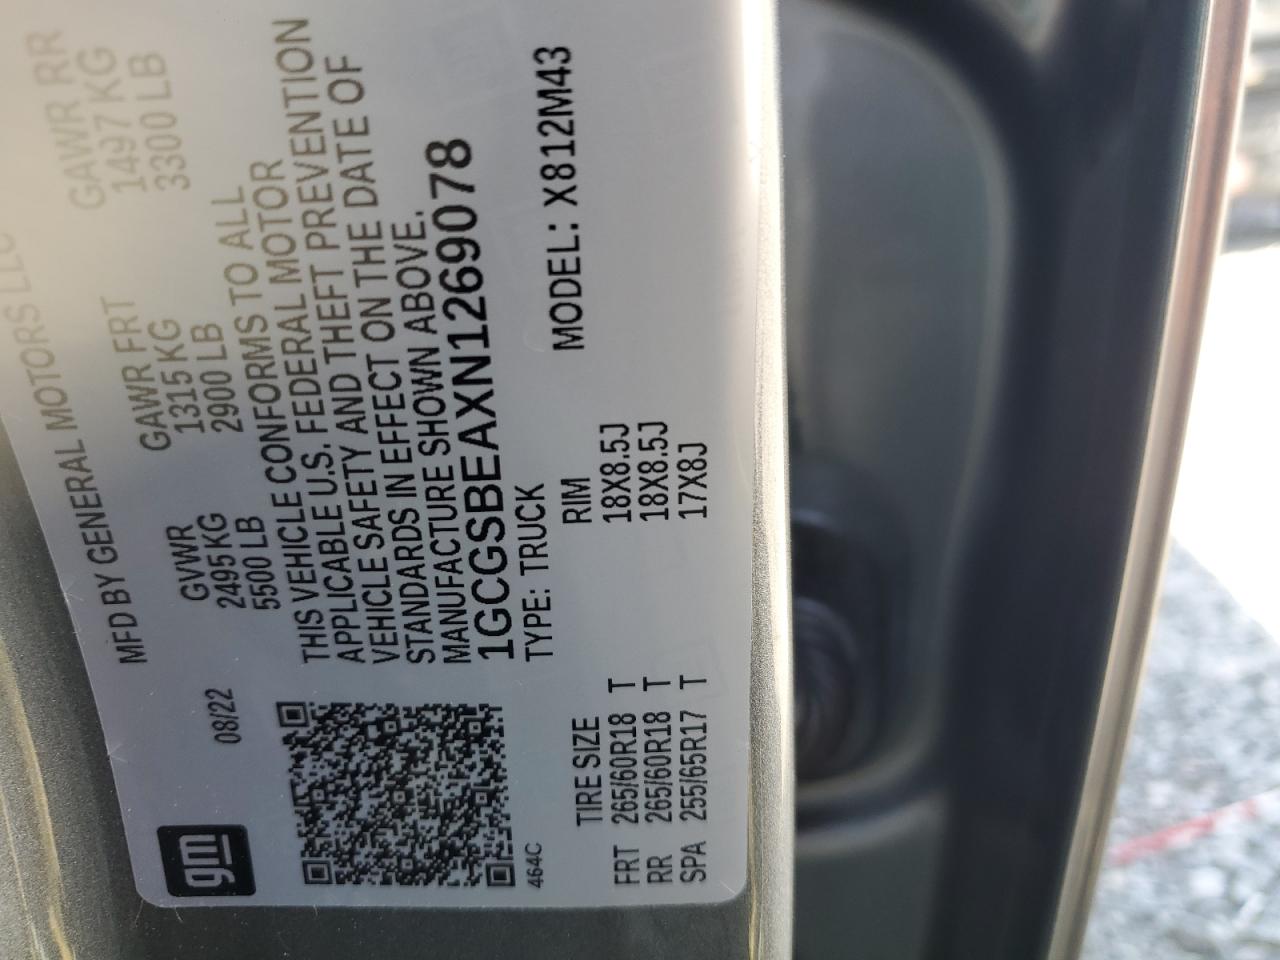 gm
MFD BY GENERAL MOTORS LLC
08/22
GVWR GAWR FRT GAWR RR
2495 KG 1315 KG 1497 KG
5500 LB 2900 LB 3300 LB
THIS VEHICLE CONFORMS TO ALL
APPLICABLE U.S. FEDERAL MOTOR
VEHICLE SAFETY AND THEFT PREVENTION
STANDARDS IN EFFECT ON THE DATE OF
MANUFACTURE SHOWN ABOVE.
1GCGSBEAXN1269078
TYPE: TRUCK MODEL: X812M43
464C
TIRE SIZE RIM
FRT 265/60R18 T 18X8.5J
RR 265/60R18 T 18X8.5J
SPA 255/65R17 T 17X8J